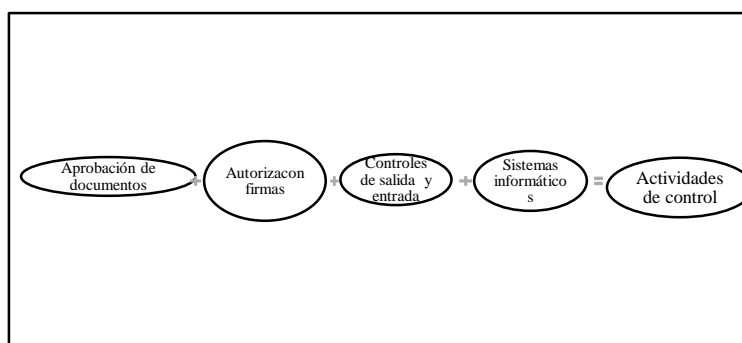 Aprobación de
documentos
+
Autorizacon
firmas
+
Controles
de salida y
entrada
+
Sistemas
informático
s
=
Actividades
de control